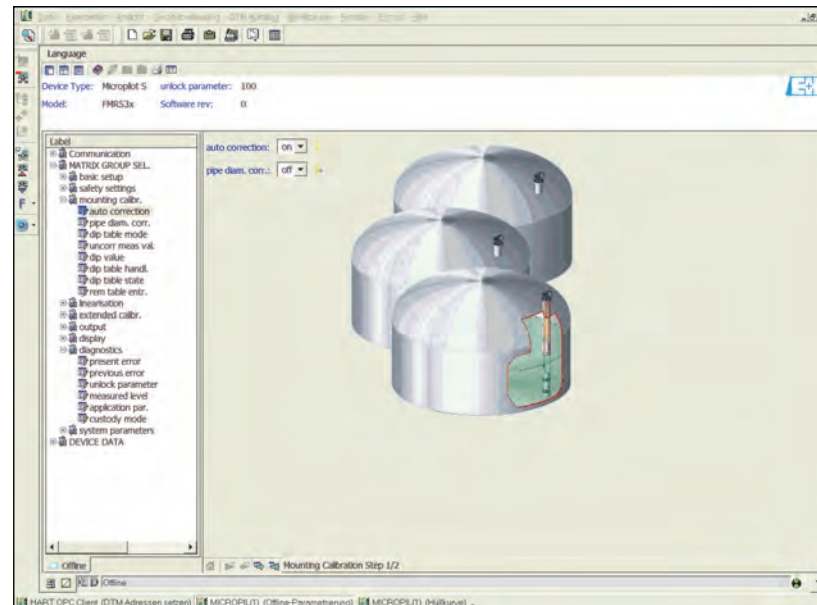 Language
Device Type: Micropilot S unlock parameter: 100
Model: FMR53x Software rev:
Label
Communication
MATRIX GROUP SEL.
basic setup
safety settings
mounting calibr.
auto correction
pipe diam. corr.
dip table mode
uncorr meas val.
dip value
dip table handl.
dip table state
rem table entr.
linearisation
extended calibr.
output
display
diagnostics
present error
previous error
unlock parameter
measured level
application par.
custody mode
system parameters
DEVICE DATA
auto correction: on
pipe diam. corr.: off
Offline
Mounting Calibration Step 1/2
Offline
HART OPC Client (DTM Adressen setzen) MICROPIL(1) (Offline-Parametrierung) MICROPIL(1) (Hüllkurve)